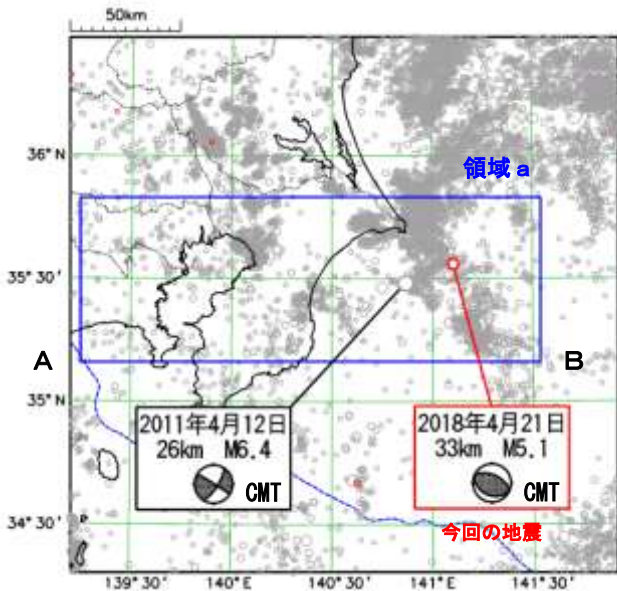 50km
36°N
領域 a
35°30'
A
B
35°N
2011年4月12日
26km M6.4
CMT
2018年4月21日
33km M5.1
CMT
34°30'
今回の地震
139°30'
140°E
140°30'
141°E
141°30'